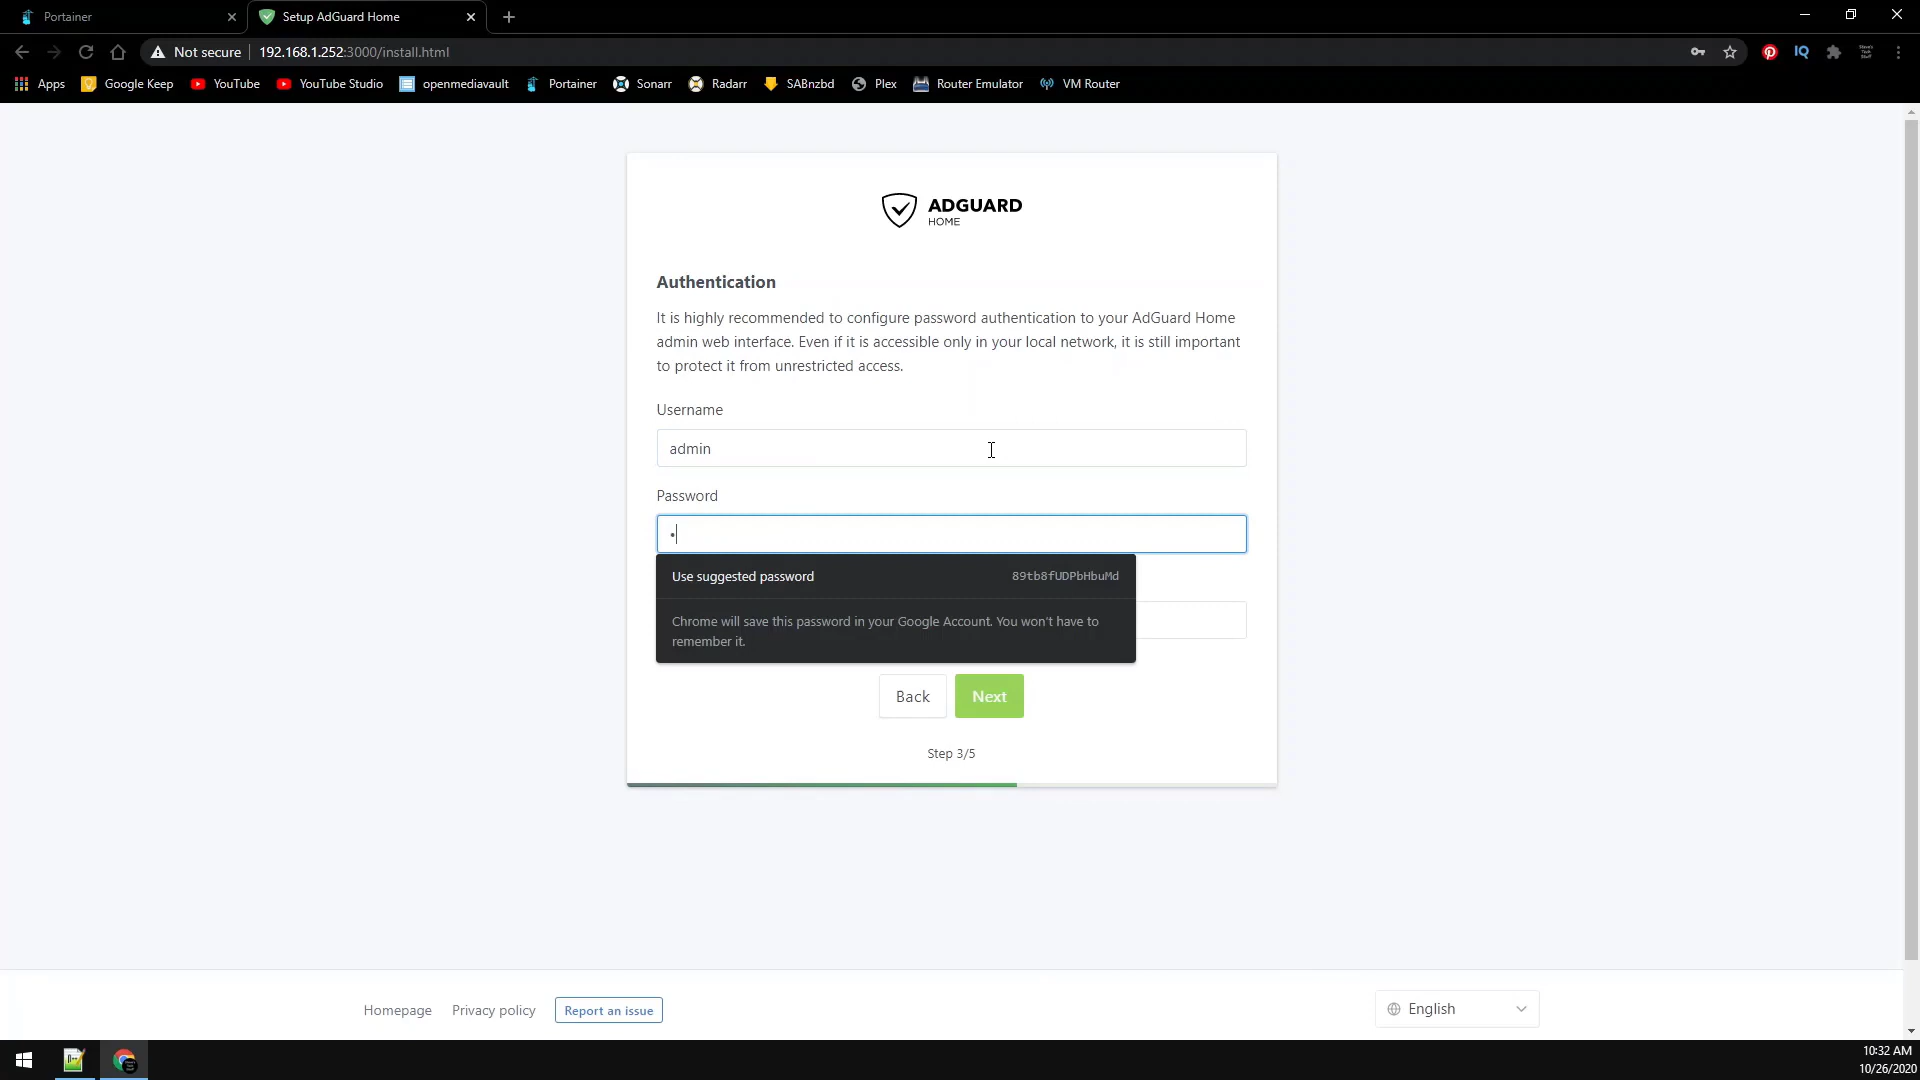 Portainer
Setup AdGuard Home
Not secure
192.168.1.252:3000/install.html
Apps
Google Keep
YouTube
YouTube Studio
openmediavault
Portainer
Sonarr
Radarr
SABnzbd
Plex
Router Emulator
VM Router
ADGUARD
HOME
Authentication
It is highly recommended to configure password authentication to your AdGuard Home
admin web interface. Even if it is accessible only in your local network, it is still important
to protect it from unrestricted access.
Username
admin
Password
•
Use suggested password
89tb8fUDPbHbuMd
Chrome will save this password in your Google Account. You won't have to
remember it.
Back
Next
Step 3/5
Homepage
Privacy policy
Report an issue
English
10:32 AM
10/26/2020